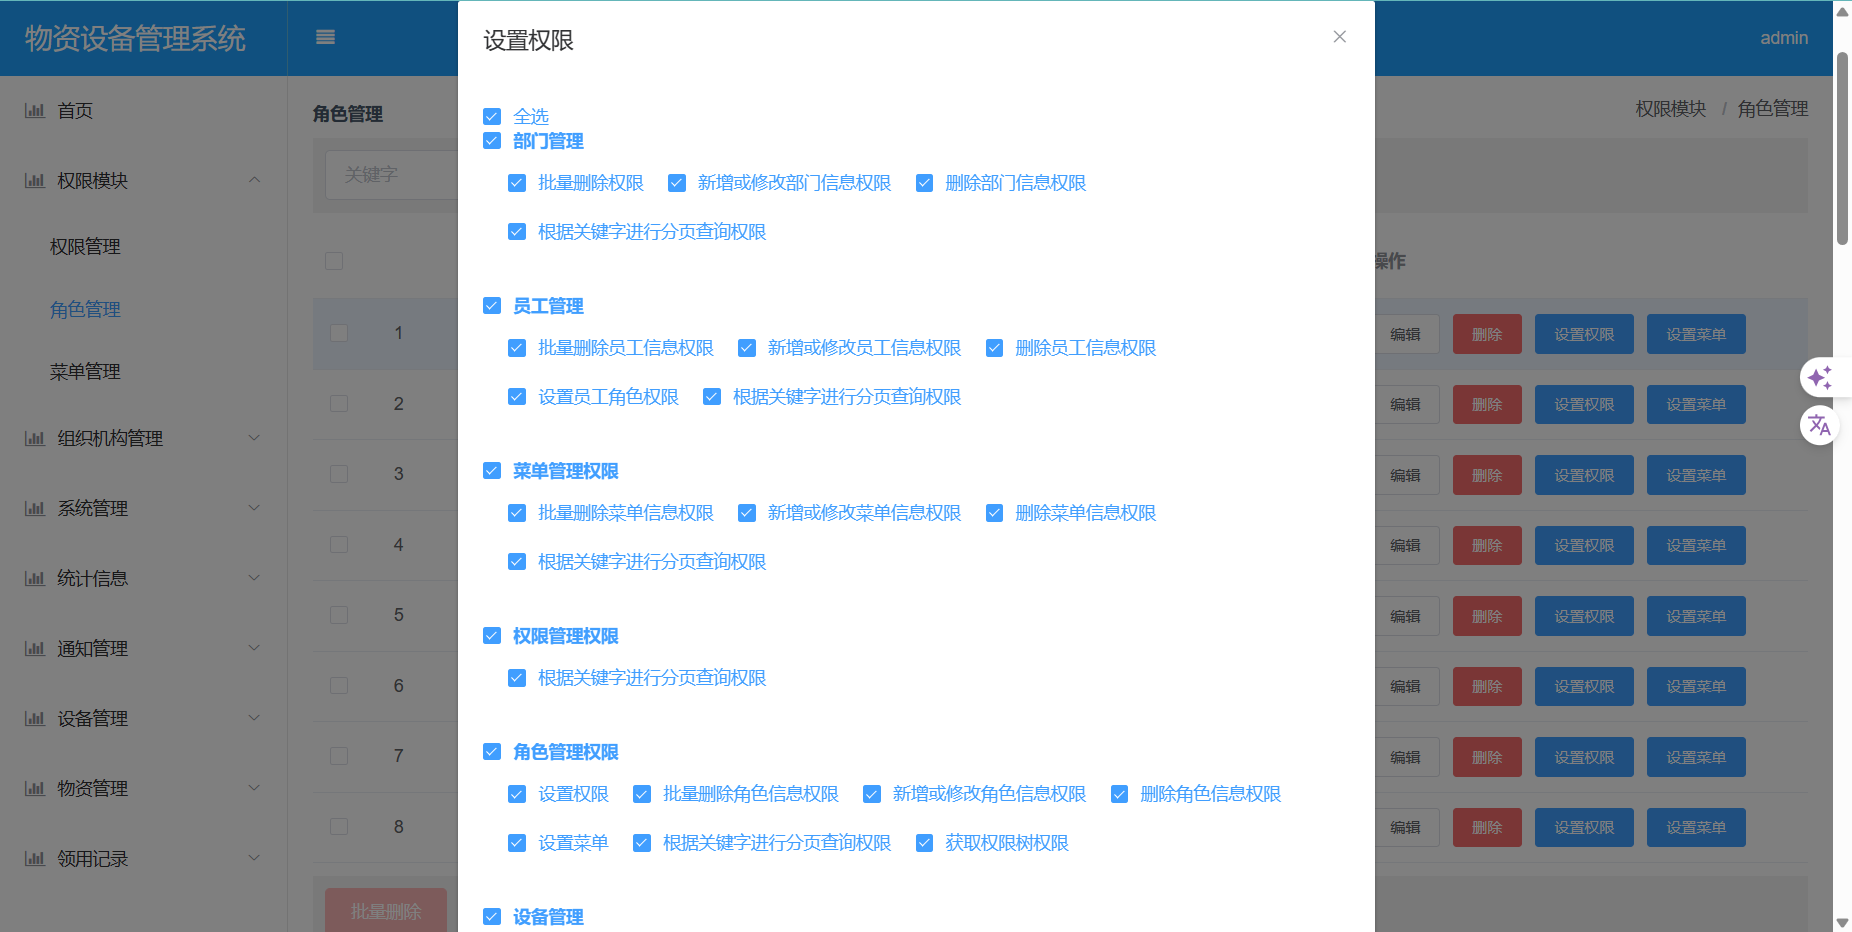 物资设备管理系统
admin
首页
权限模块
权限管理
角色管理
菜单管理
组织机构管理
系统管理
统计信息
通知管理
设备管理
物资管理
领用记录
角色管理
权限模块 / 角色管理
关键字
操作
1 编辑 删除 设置权限 设置菜单
2 编辑 删除 设置权限 设置菜单
3 编辑 删除 设置权限 设置菜单
4 编辑 删除 设置权限 设置菜单
5 编辑 删除 设置权限 设置菜单
6 编辑 删除 设置权限 设置菜单
7 编辑 删除 设置权限 设置菜单
8 编辑 删除 设置权限 设置菜单
批量删除
设置权限
全选
部门管理
批量删除权限 新增或修改部门信息权限 删除部门信息权限
根据关键字进行分页查询权限
员工管理
批量删除员工信息权限 新增或修改员工信息权限 删除员工信息权限
设置员工角色权限 根据关键字进行分页查询权限
菜单管理权限
批量删除菜单信息权限 新增或修改菜单信息权限 删除菜单信息权限
根据关键字进行分页查询权限
权限管理权限
根据关键字进行分页查询权限
角色管理权限
设置权限 批量删除角色信息权限 新增或修改角色信息权限 删除角色信息权限
设置菜单 根据关键字进行分页查询权限 获取权限树权限
设备管理